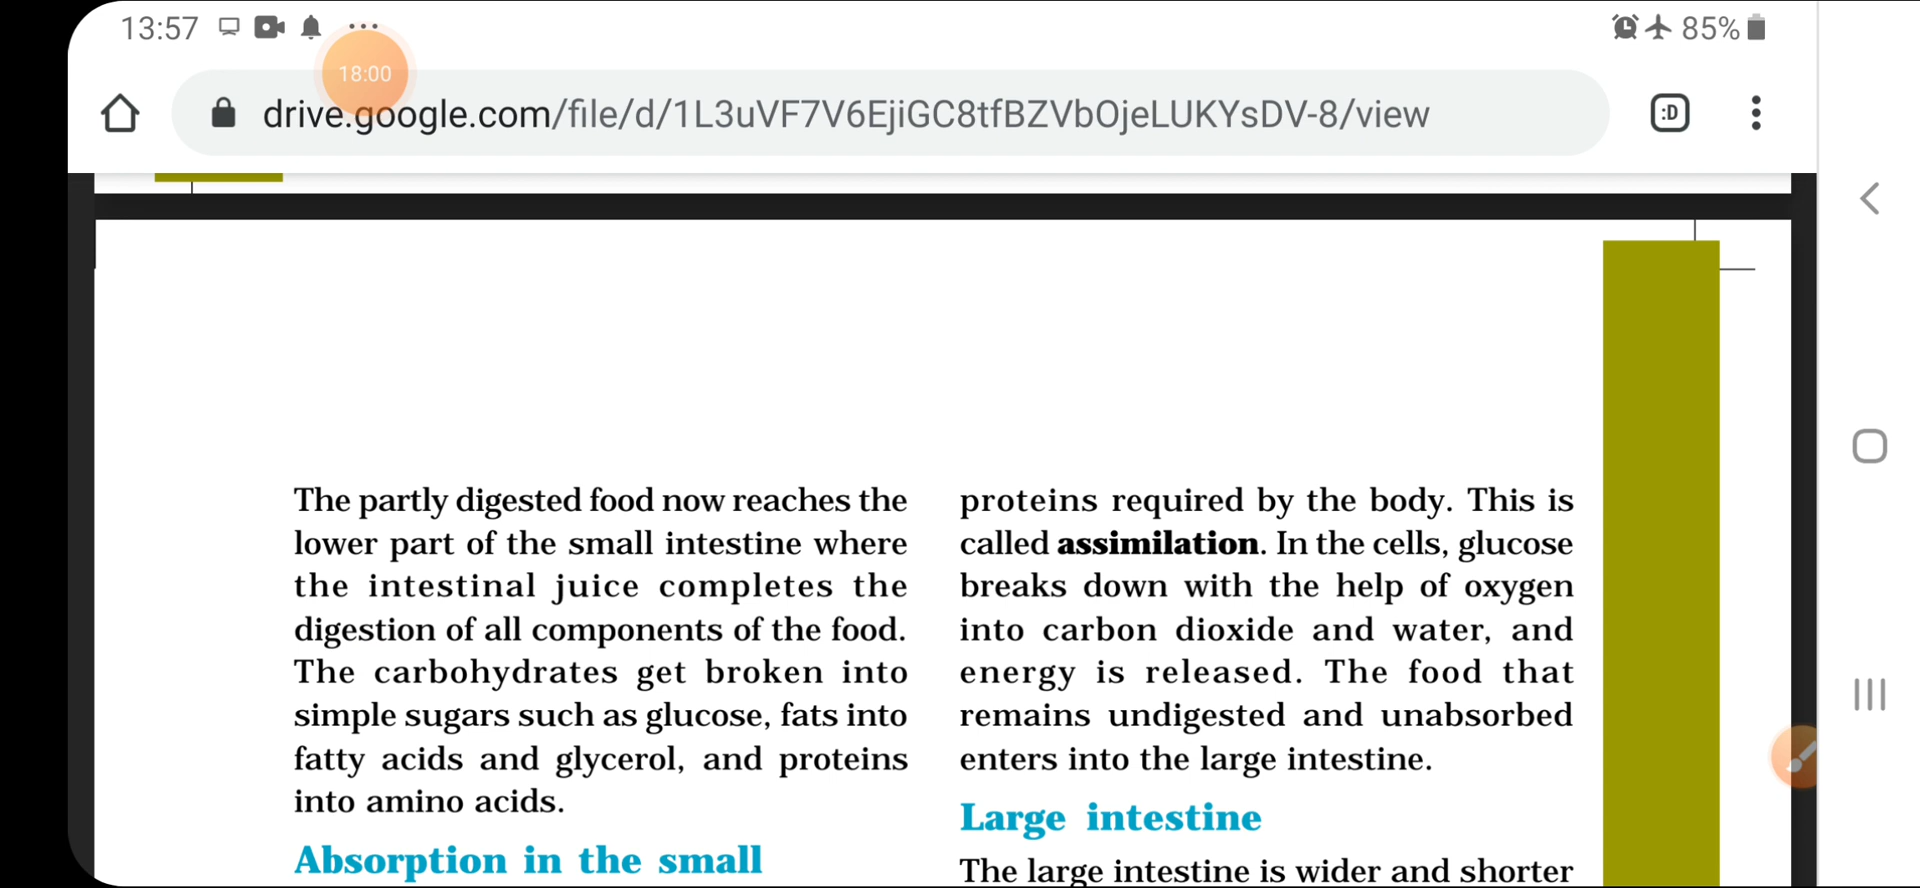 13:57
85%
18:00
drive.google.com/file/d/1L3uVF7V6EjiGC8tfBZVbOjeLUKYsDV-8/view
:D
The partly digested food now reaches the
lower part of the small intestine where
the intestinal juice completes the
digestion of all components of the food.
The carbohydrates get broken into
simple sugars such as glucose, fats into
fatty acids and glycerol, and proteins
into amino acids.
Absorption in the small
proteins required by the body. This is
called assimilation. In the cells, glucose
breaks down with the help of oxygen
into carbon dioxide and water, and
energy is released. The food that
remains undigested and unabsorbed
enters into the large intestine.
Large intestine
The large intestine is wider and shorter